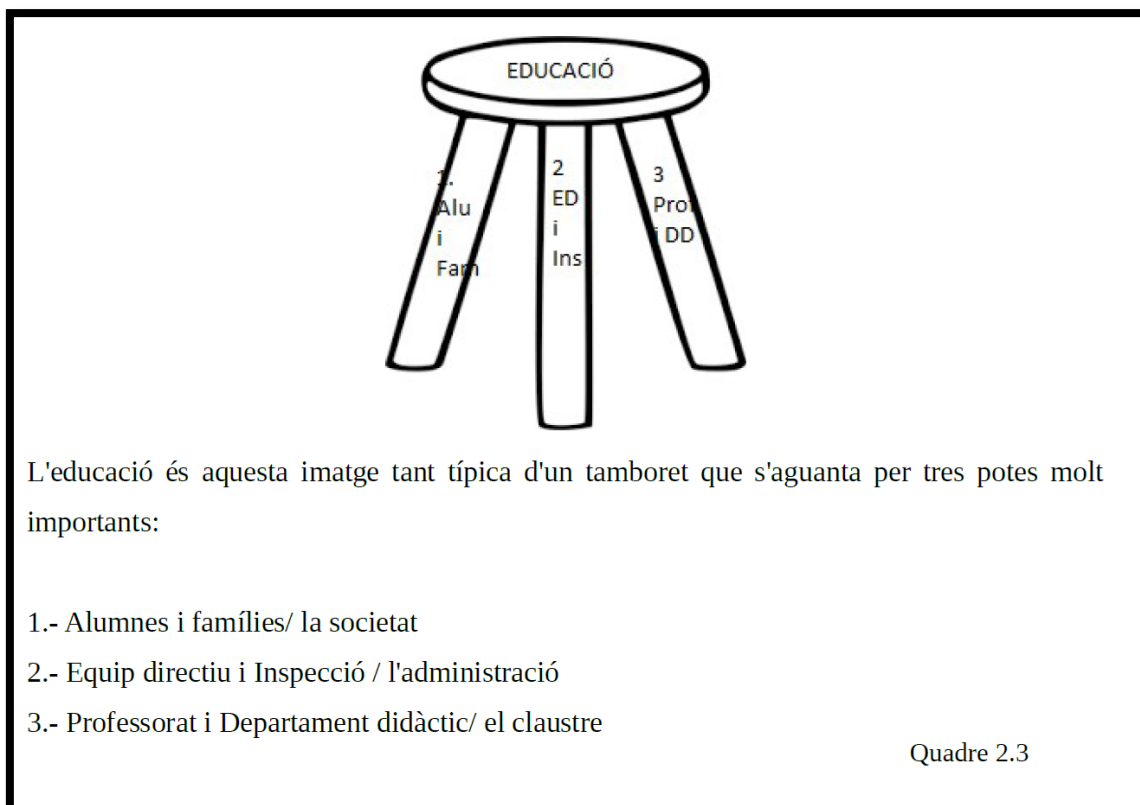 EDUCACIÓ
1.
Alu
i
Fam
2
ED
i
Ins
3
Prof
i DD
L'educació és aquesta imatge tant típica d'un tamboret que s'aguanta per tres potes molt
importants:
1.- Alumnes i famílies/ la societat
2.- Equip directiu i Inspecció / l'administració
3.- Professorat i Departament didàctic/ el claustre
Quadre 2.3